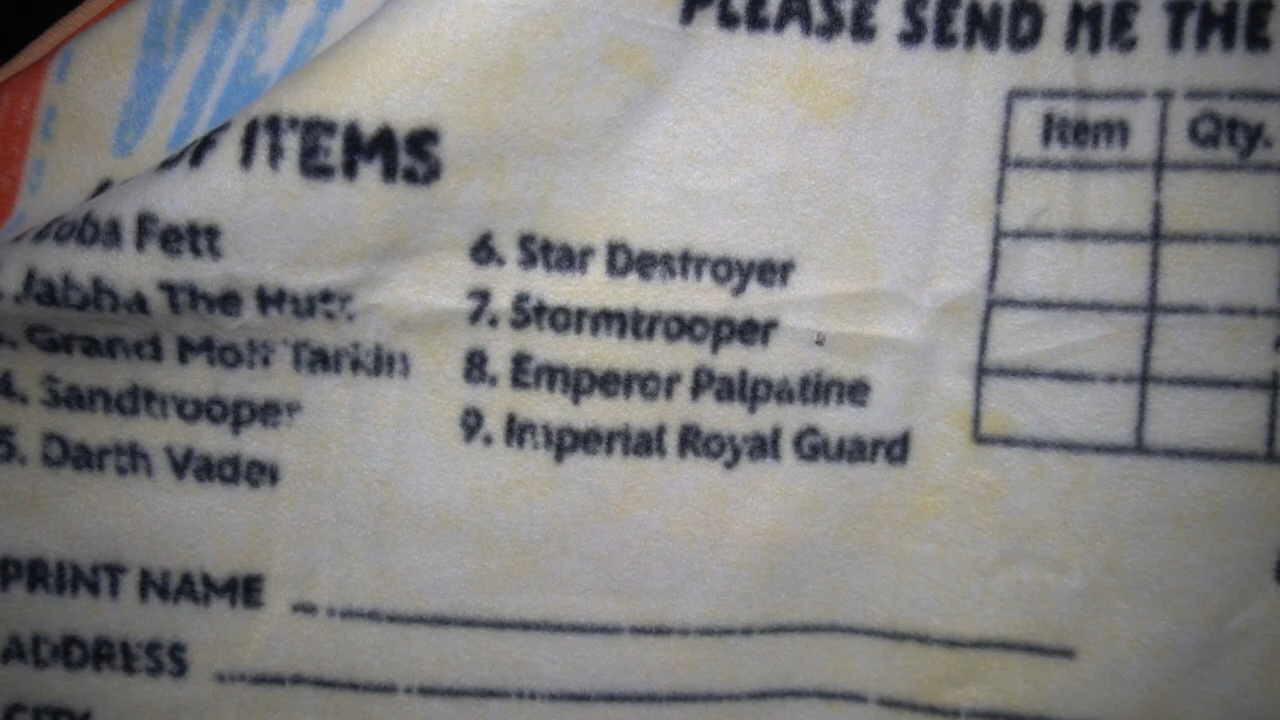 PLEASE SEND ME THE
ITEMS
Fett
Jabba The Hutt
Grand Moff Tarkin
4. Sandtrooper
5. Darth Vader
6. Star Destroyer
7. Stormtrooper
8. Emperor Palpatine
9. Imperial Royal Guard
Item Qty.
PRINT NAME
ADDRESS